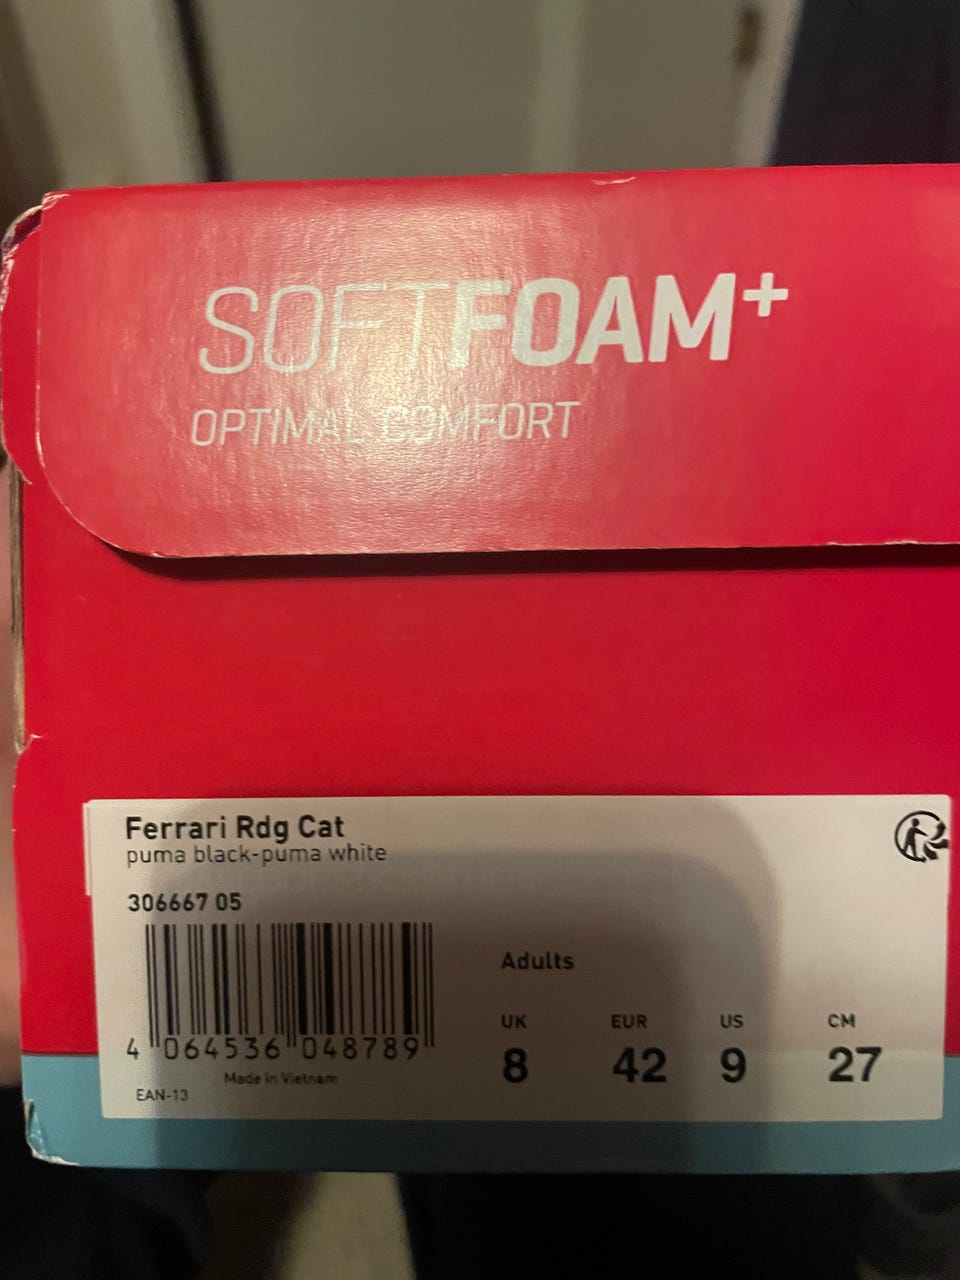 SOFTFOAM+
OPTIMAL COMFORT
Ferrari Rdg Cat
puma black-puma white
306667 05
4 064536 048789
Made in Vietnam
EAN-13
Adults
UK EUR US CM
8 42 9 27